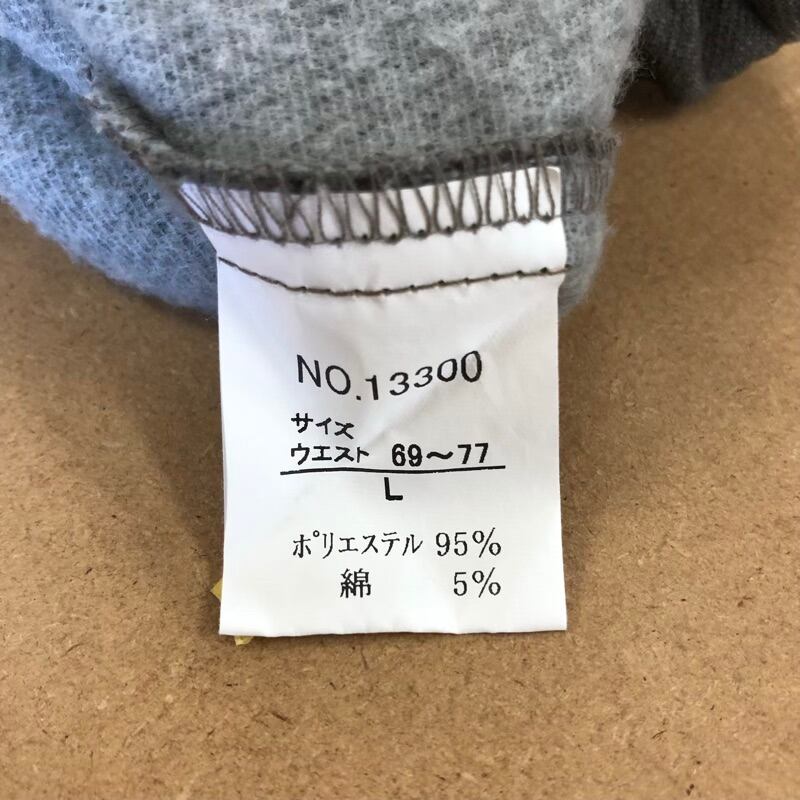 NO.13300
サイズ
ウエスト 69～77
L
ポリエステル 95%
綿 5%